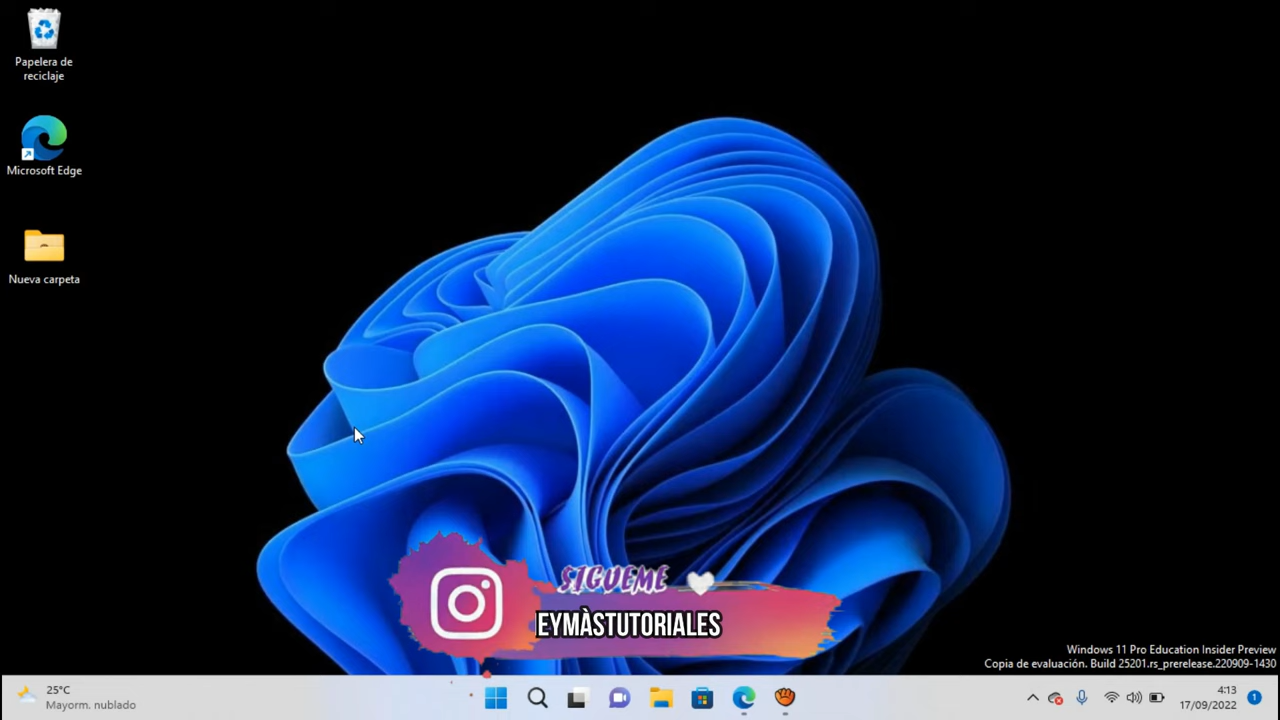 Papelera de
reciclaje
Microsoft Edge
Nueva carpeta
SIGUEME
EYMÀSTUTORIALES
Windows 11 Pro Education Insider Preview
Copia de evaluación. Build 25201.rs_prerelease.220909-1430
25°C
Mayorm. nublado
4:13
17/09/2022
1